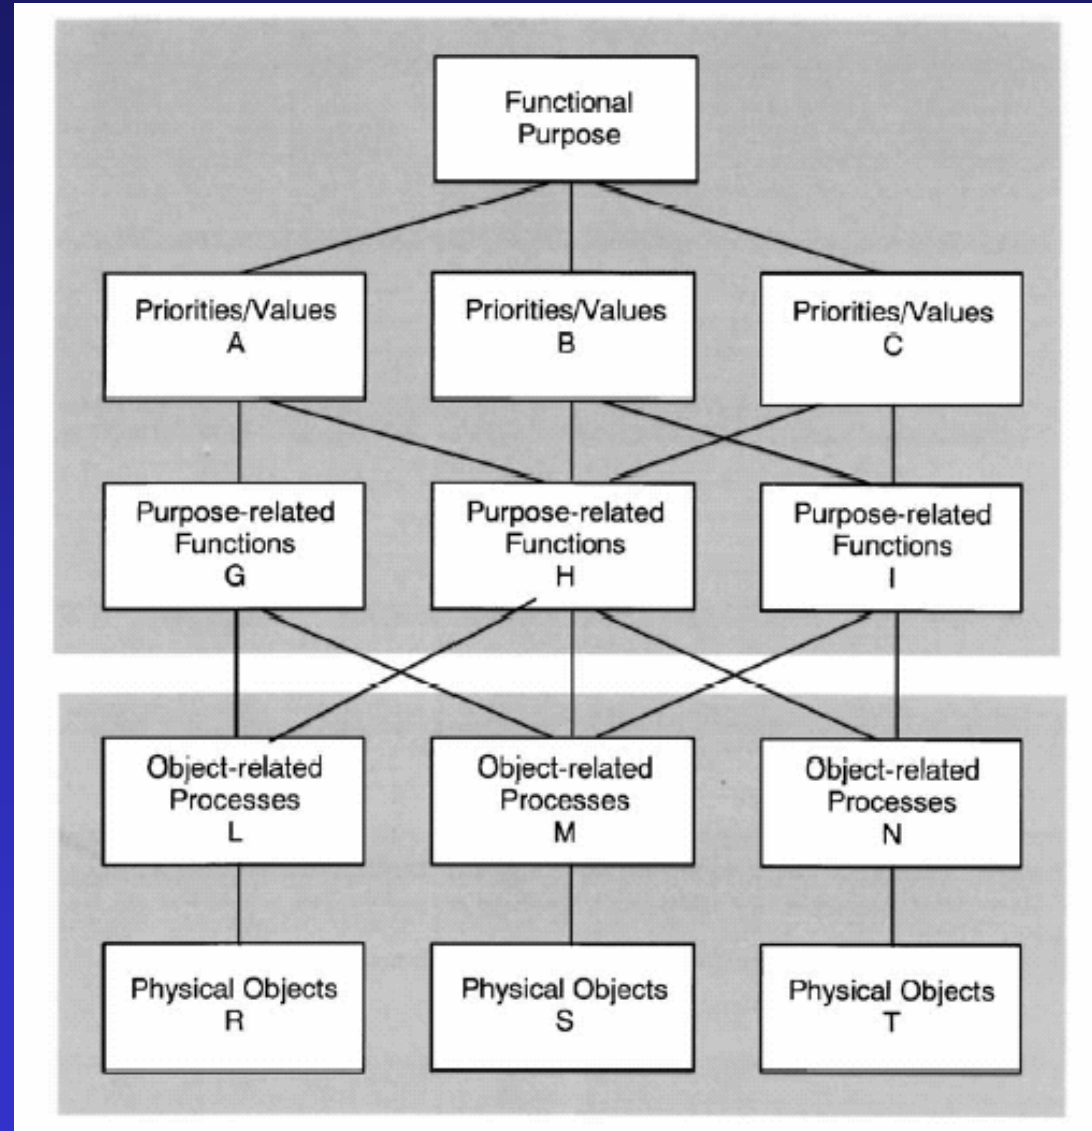 Functional
Purpose
Priorities/Values
A
Priorities/Values
B
Priorities/Values
C
Purpose-related
Functions
G
Purpose-related
Functions
H
Purpose-related
Functions
I
Object-related
Processes
L
Object-related
Processes
M
Object-related
Processes
N
Physical Objects
R
Physical Objects
S
Physical Objects
T